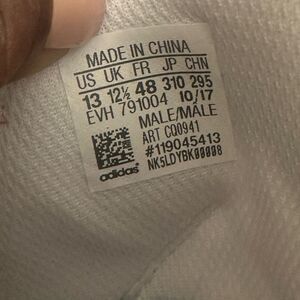 MADE IN CHINA
US UK FR JP CHN
13 12½ 48 310 295
EVH 791004 10/17
MALE/MÂLE
ART CQ0941
#119045413
NK5LDYBK00008
adidas